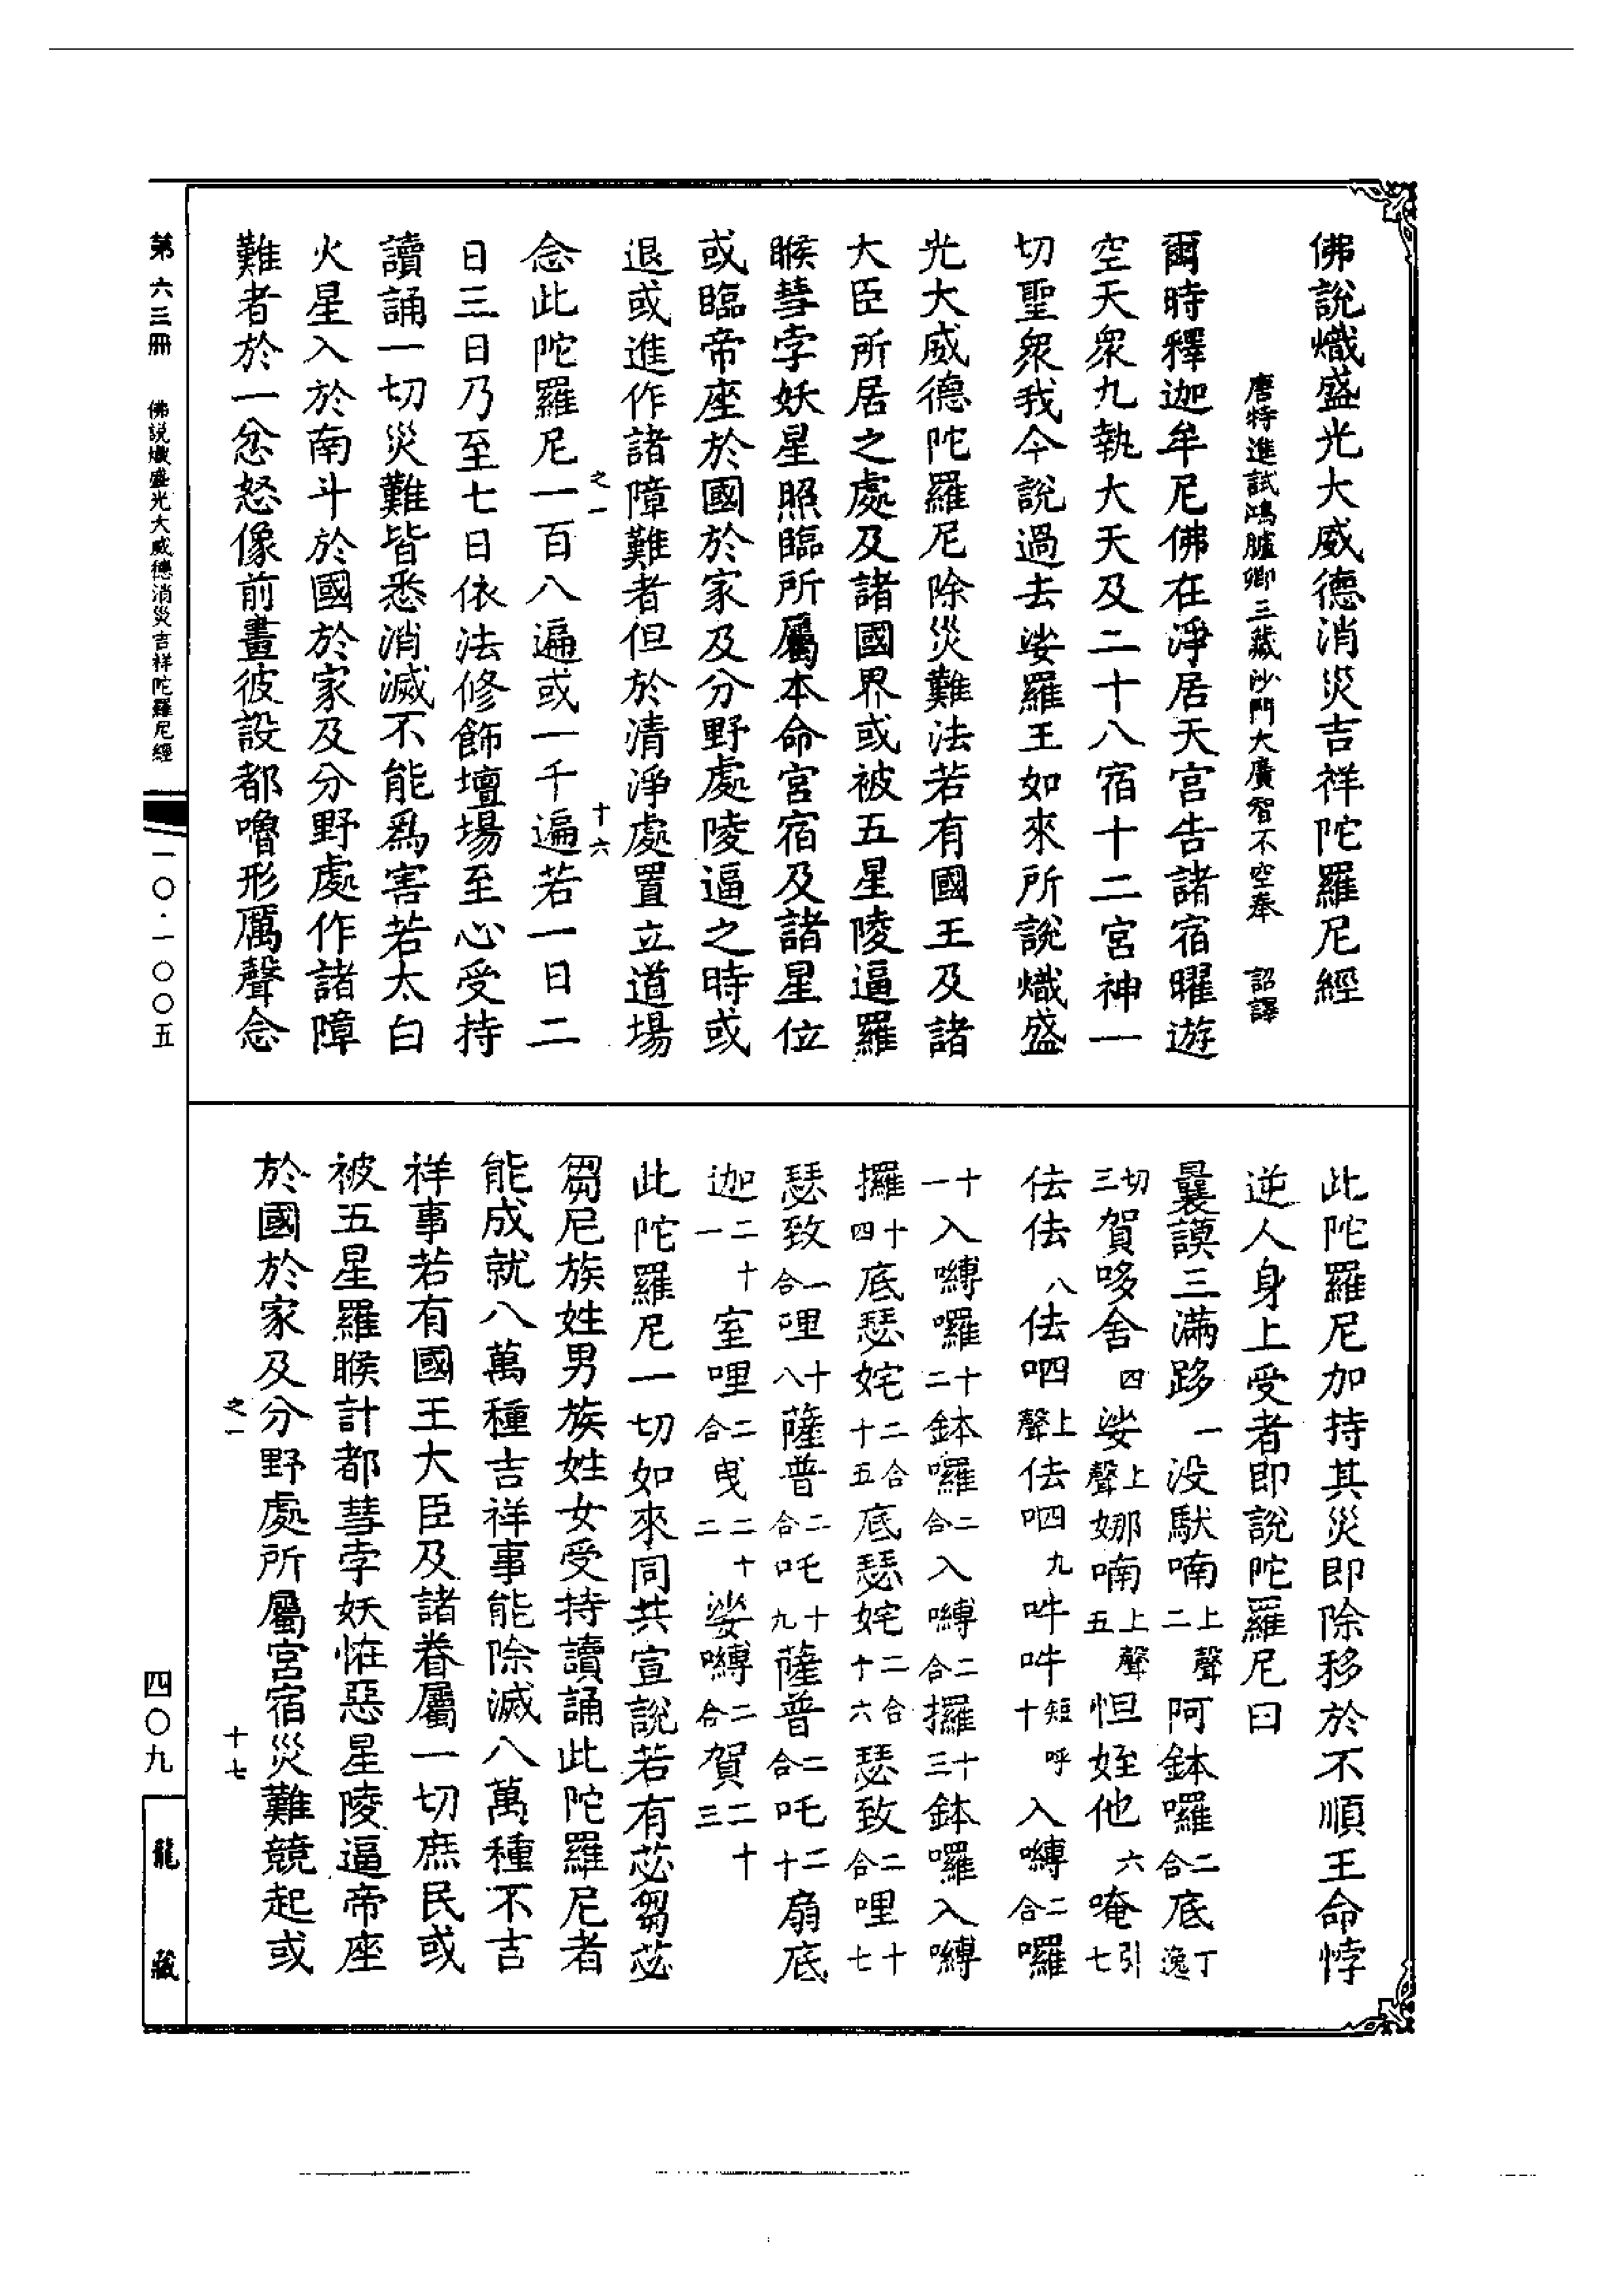 佛說熾盛光大威德消災吉祥陀羅尼經
唐特進試鴻臚卿三藏沙門大廣智不空奉　詔譯
爾時釋迦牟尼佛在淨居天宮告諸宿曜遊
空天衆九執大天及二十八宿十二宮神一
切聖衆我今說過去娑羅王如來所說熾盛
光大威德陀羅尼除災難法若有國王及諸
大臣所居之處及諸國界或被五星陵逼羅
睺彗孛妖星照臨所屬本命宮宿及諸星位
或臨帝座於國於家及分野處陵逼之時或
退或進作諸障難者但於清淨處置立道場
之一　十六
念此陀羅尼一百八遍或一千遍若一日二
日三日乃至七日依法修飾壇場至心受持
讀誦一切災難皆悉消滅不能爲害若太白
火星入於南斗於國於家及分野處作諸障
難者於一忿怒像前畫彼設都嚕形厲聲念
此陀羅尼加持其災即除移於不順王命悖
逆人身上受者即說陀羅尼曰
曩謨三滿跢一没馱喃上聲二阿鉢囉二合底丁逸
切三賀哆舍四娑上聲娜喃上聲五怛姪他六唵引七
佉佉八佉呬上聲佉呬九吽吽短呼十入嚩二合囉
十一入嚩囉十二鉢囉二合入嚩二合攞十三鉢囉入嚩
攞十四底瑟姹二合十五底瑟姹二合十六瑟致二合哩十七
瑟致一合哩十八薩普二合吒十九薩普二合吒二十扇底
迦二十一室哩二合曳二十二娑嚩二合賀二十三
此陀羅尼一切如來同共宣說若有苾芻苾
芻尼族姓男族姓女受持讀誦此陀羅尼者
能成就八萬種吉祥事能除滅八萬種不吉
祥事若有國王大臣及諸眷屬一切庶民或
被五星羅睺計都彗孛妖恠惡星陵逼帝座
於國於家及分野處所屬宮宿災難競起或
之一　十七
第六三冊　佛説熾盛光大威德消災吉祥陀羅尼經
一〇·一〇〇五
四〇九
龍藏